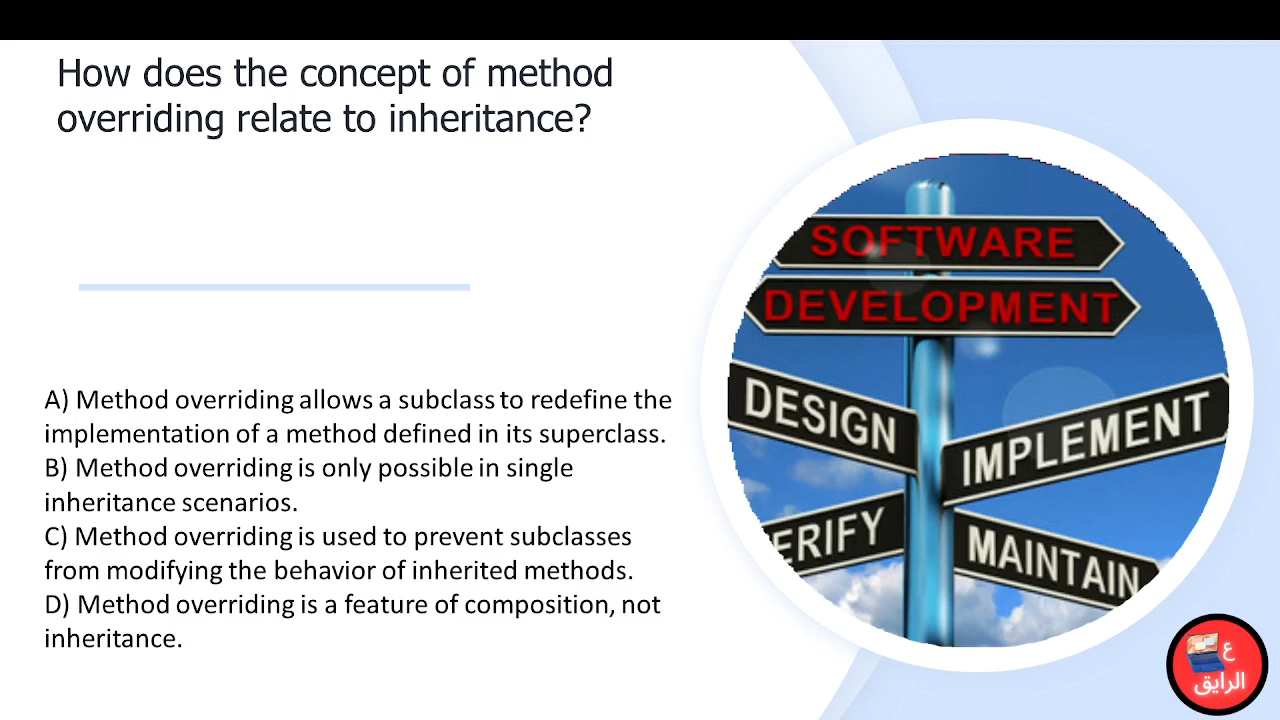 How does the concept of method
overriding relate to inheritance?
A) Method overriding allows a subclass to redefine the
implementation of a method defined in its superclass.
B) Method overriding is only possible in single
inheritance scenarios.
C) Method overriding is used to prevent subclasses
from modifying the behavior of inherited methods.
D) Method overriding is a feature of composition, not
inheritance.
SOFTWARE
DEVELOPMENT
DESIGN
IMPLEMENT
ERIFY
MAINTAIN
ع
الرايق